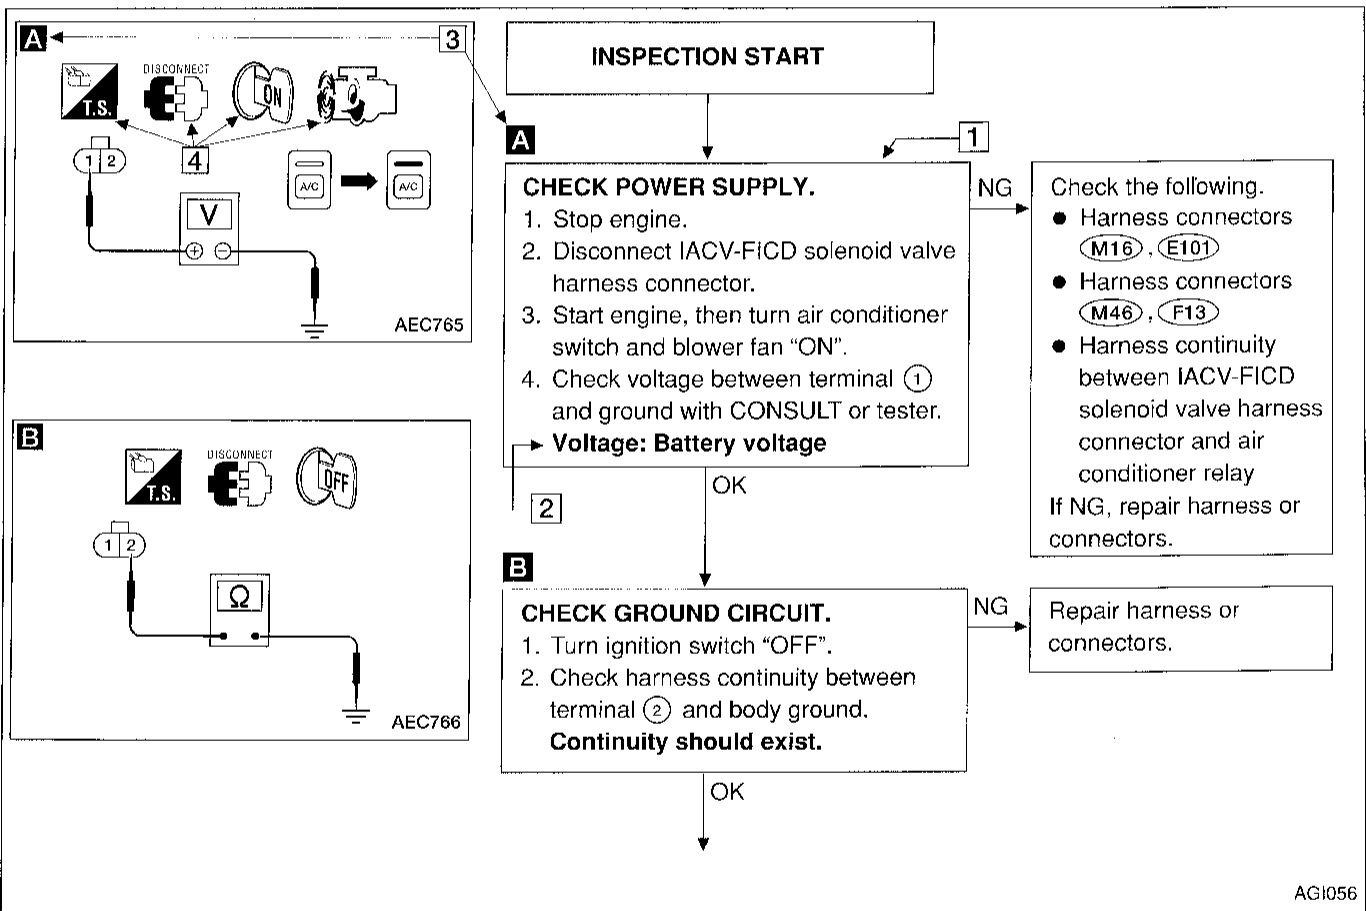 A
3
DISCONNECT
T.S.
ON
1 2
4
A/C
A/C
V
+ −
AEC765
B
DISCONNECT
T.S.
OFF
1 2
Ω
AEC766
INSPECTION START
A
1
CHECK POWER SUPPLY.
1. Stop engine.
2. Disconnect IACV-FICD solenoid valve
harness connector.
3. Start engine, then turn air conditioner
switch and blower fan “ON”.
4. Check voltage between terminal ①
and ground with CONSULT or tester.
Voltage: Battery voltage
2
NG
Check the following.
● Harness connectors
M16, E101
● Harness connectors
M46, F13
● Harness continuity
between IACV-FICD
solenoid valve harness
connector and air
conditioner relay
If NG, repair harness or
connectors.
OK
B
CHECK GROUND CIRCUIT.
1. Turn ignition switch “OFF”.
2. Check harness continuity between
terminal ② and body ground.
Continuity should exist.
NG
Repair harness or
connectors.
OK
AGI056